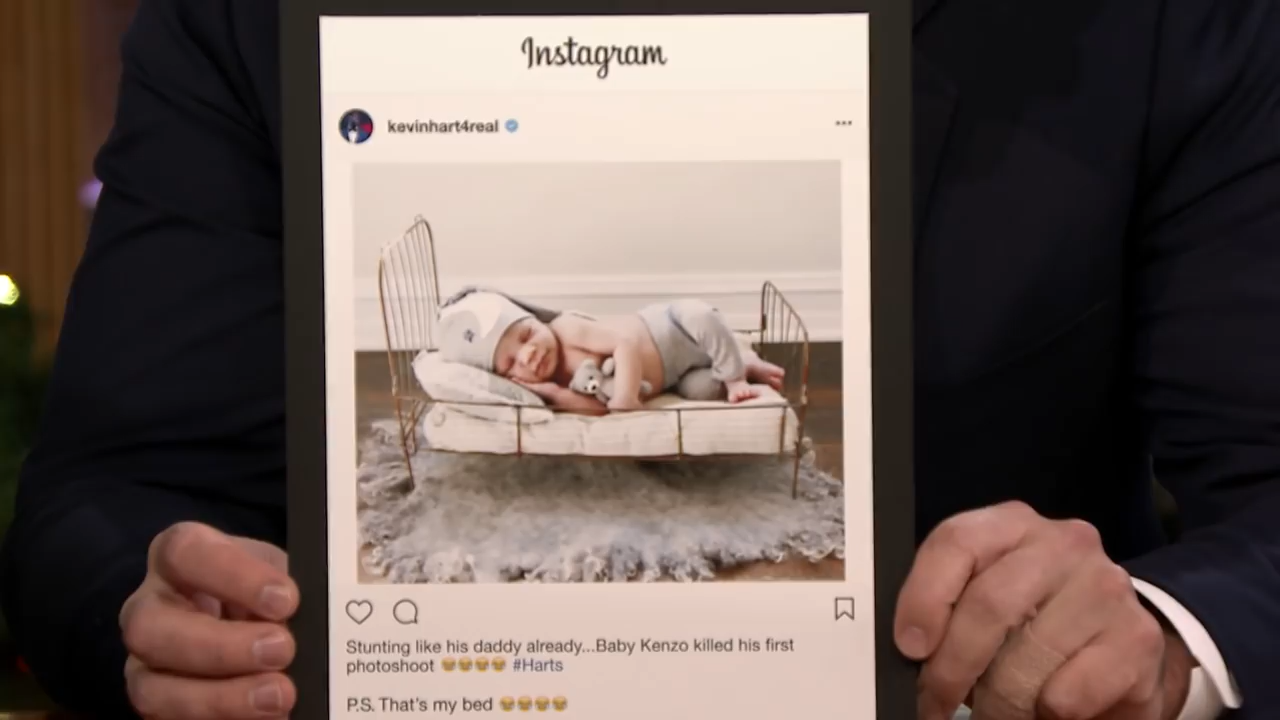 Instagram
kevinhart4real
Stunting like his daddy already...Baby Kenzo killed his first
photoshoot 😂😂😂😂 #Harts
P.S. That's my bed 😂😂😂😂